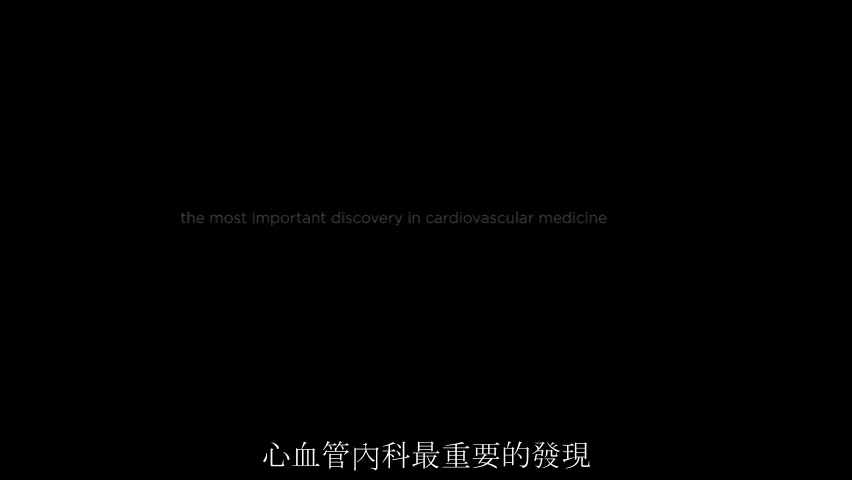 the most important discovery in cardiovascular medicine
心血管內科最重要的發現